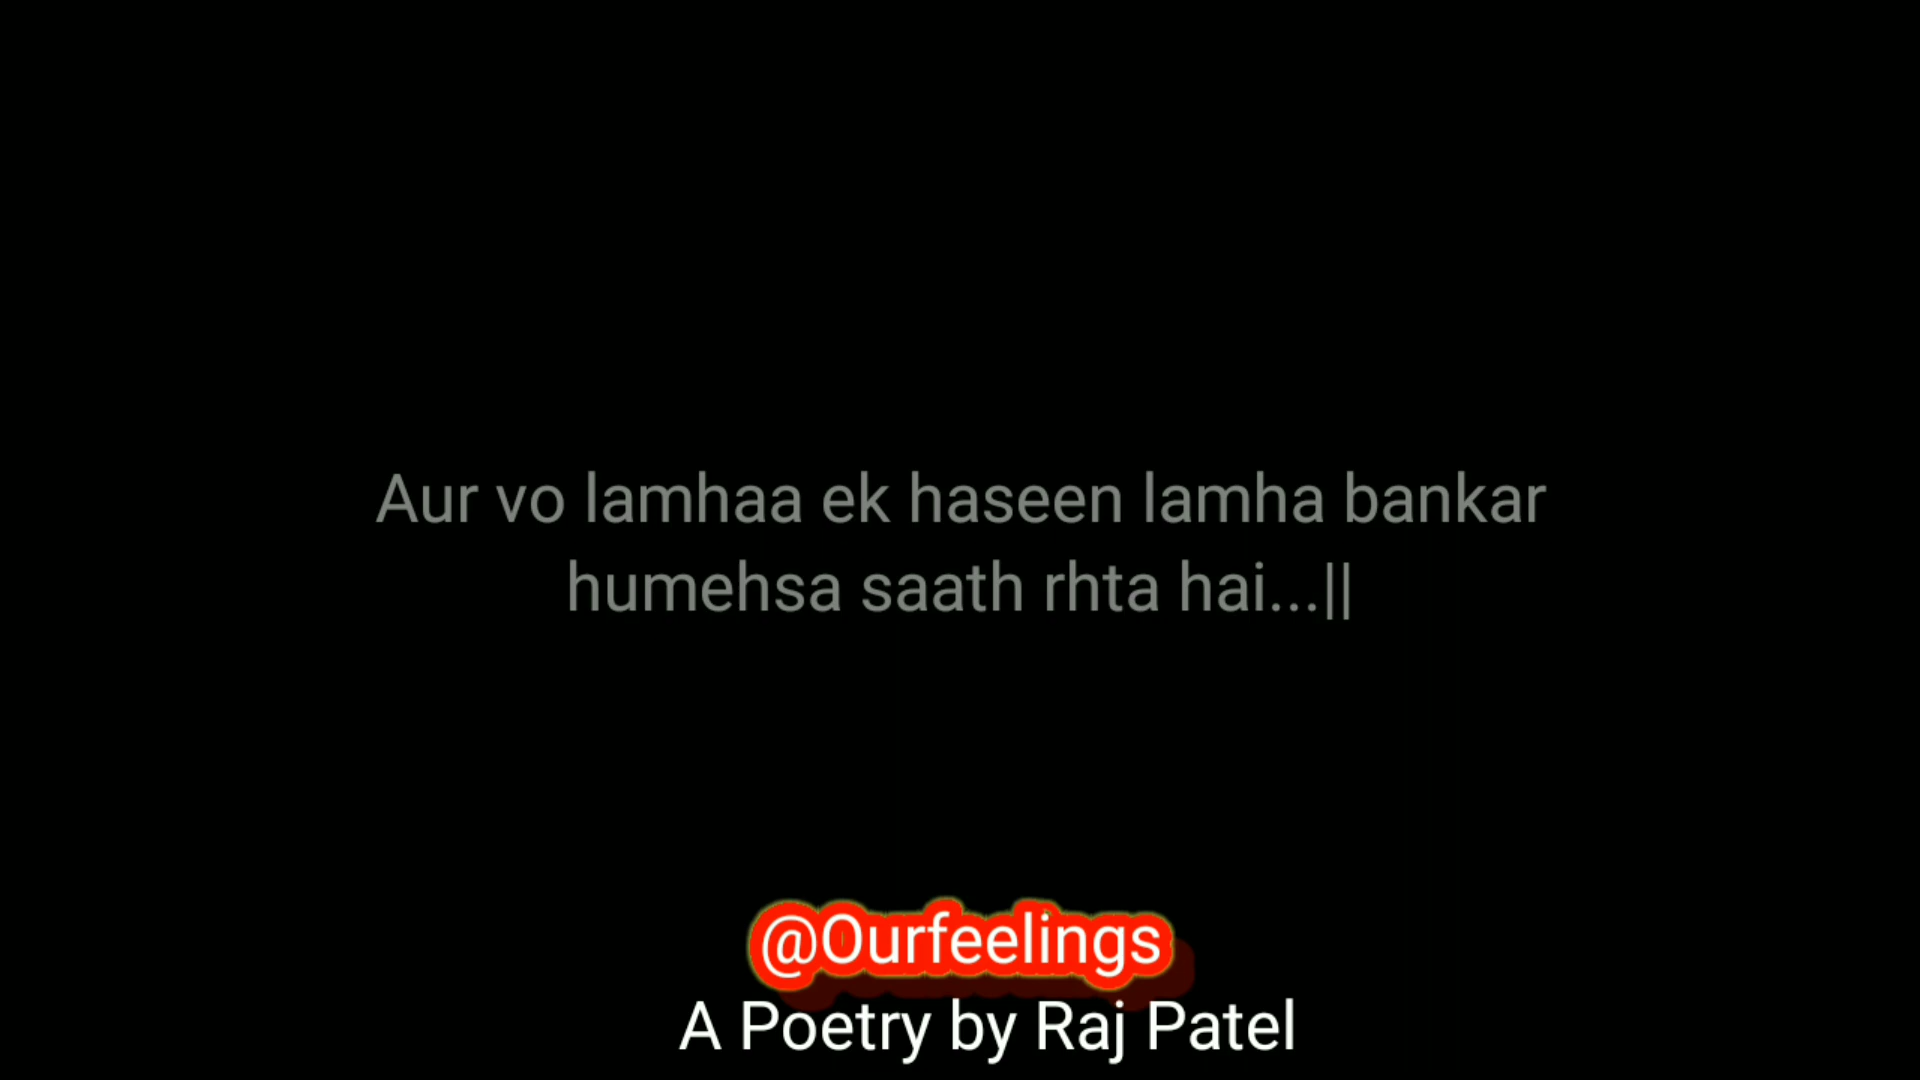 Aur vo lamhaa ek haseen lamha bankar
humehsa saath rhta hai...||
@Ourfeelings
A Poetry by Raj Patel